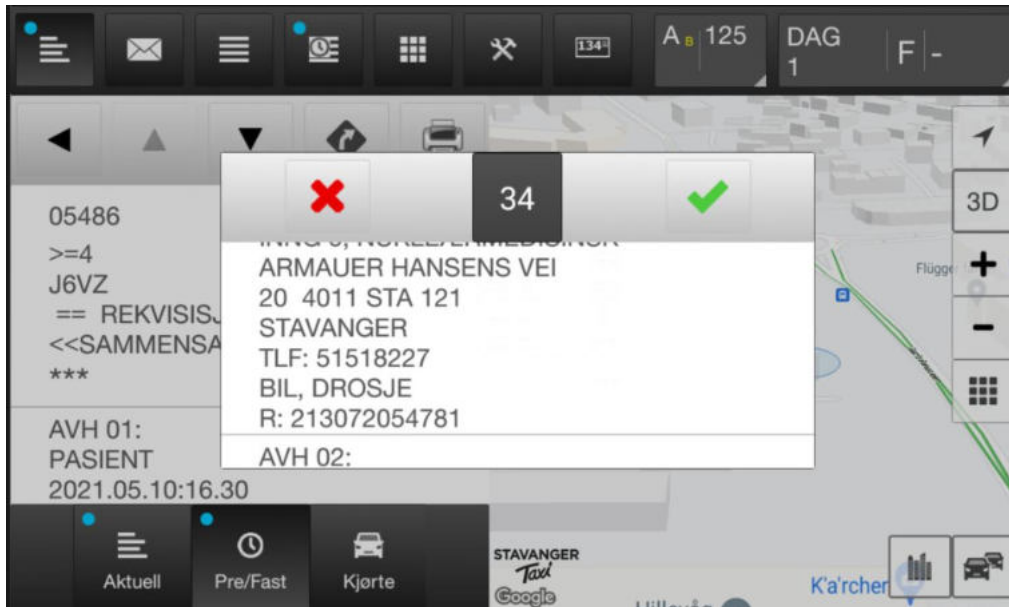 134
A B 125
DAG
1
F -
34
05486
>=4
J6VZ
== REKVISISJ
<<SAMMENSA
***
AVH 01:
PASIENT
2021.05.10:16.30
ARMAUER HANSENS VEI
20 4011 STA 121
STAVANGER
TLF: 51518227
BIL, DROSJE
R: 213072054781
AVH 02:
3D
Flügger
STAVANGER
Taxi
Google
K'a'rcher
Aktuell
Pre/Fast
Kjørte